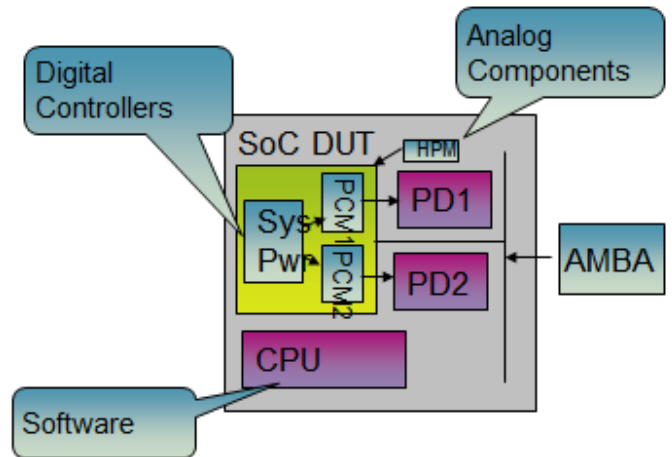 Analog
Components
Digital
Controllers
SoC DUT
HPM
PCM1
PD1
Sys
Pwr
AMBA
PCM2
PD2
CPU
Software